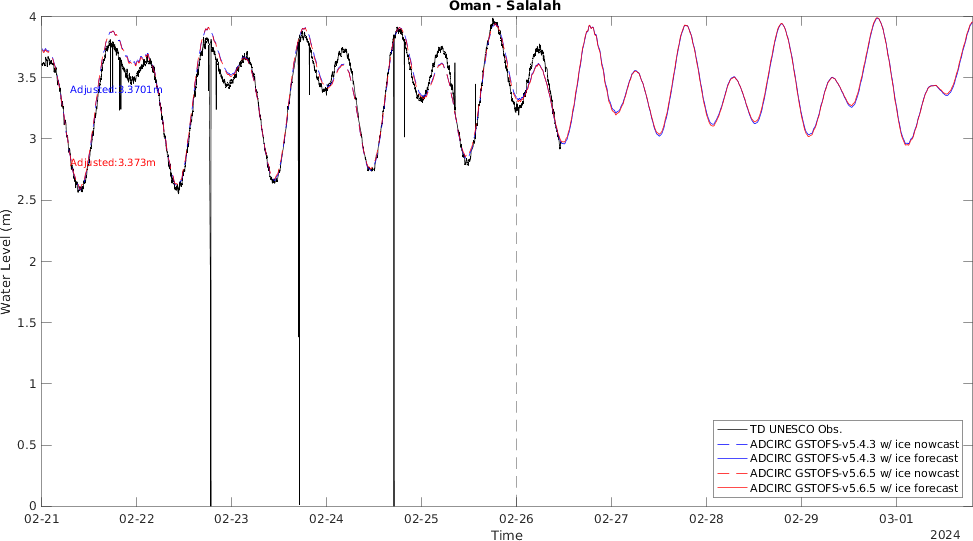 Oman - Salalah
4
3.5
3
2.5
2
1.5
1
0.5
0
Water Level (m)
Adjusted:3.3701m
Adjusted:3.373m
TD UNESCO Obs.
ADCIRC GSTOFS-v5.4.3 w/ ice nowcast
ADCIRC GSTOFS-v5.4.3 w/ ice forecast
ADCIRC GSTOFS-v5.6.5 w/ ice nowcast
ADCIRC GSTOFS-v5.6.5 w/ ice forecast
02-21 02-22 02-23 02-24 02-25 02-26 02-27 02-28 02-29 03-01
Time
2024